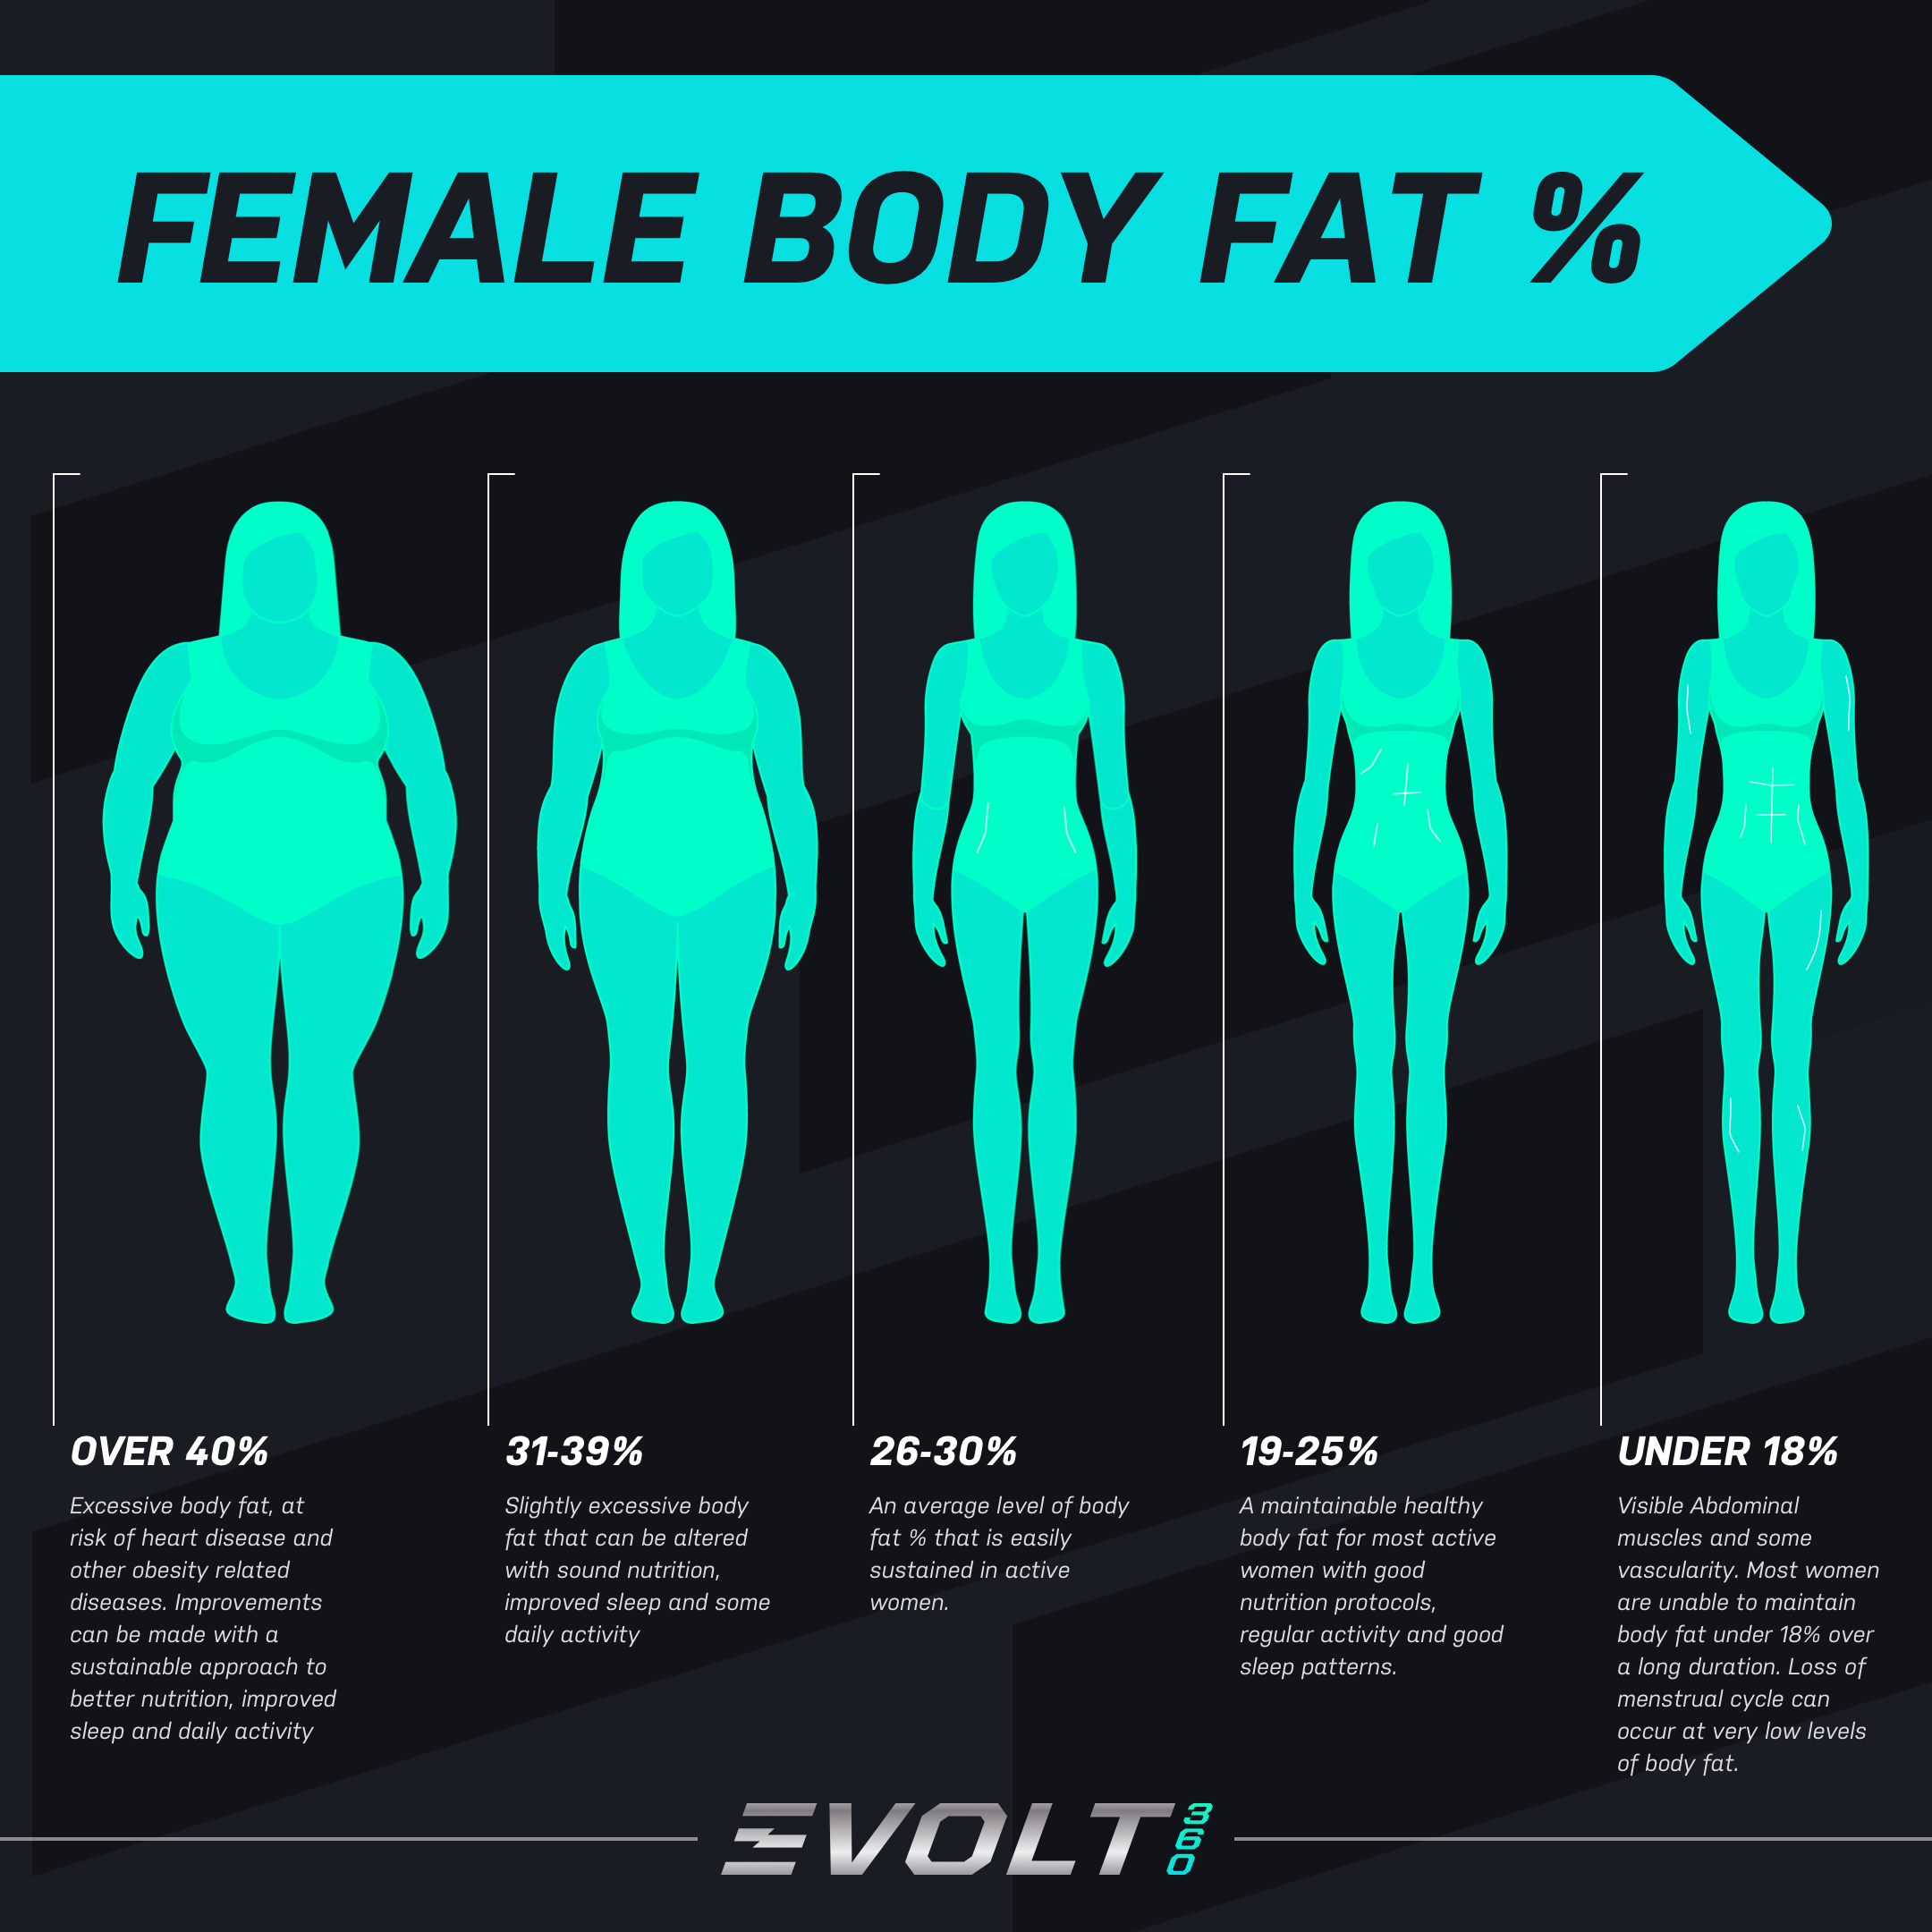 FEMALE BODY FAT %
OVER 40%
Excessive body fat, at
risk of heart disease and
other obesity related
diseases. Improvements
can be made with a
sustainable approach to
better nutrition, improved
sleep and daily activity
31-39%
Slightly excessive body
fat that can be altered
with sound nutrition,
improved sleep and some
daily activity
26-30%
An average level of body
fat % that is easily
sustained in active
women.
19-25%
A maintainable healthy
body fat for most active
women with good
nutrition protocols,
regular activity and good
sleep patterns.
UNDER 18%
Visible Abdominal
muscles and some
vascularity. Most women
are unable to maintain
body fat under 18% over
a long duration. Loss of
menstrual cycle can
occur at very low levels
of body fat.
EVOLT 360